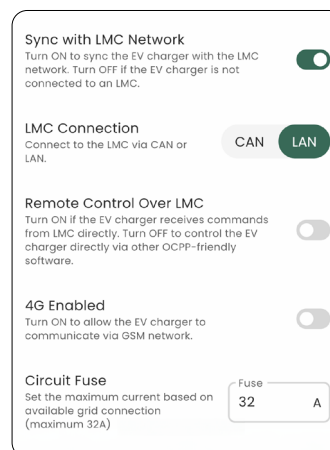 Sync with LMC Network
Turn ON to sync the EV charger with the LMC
network. Turn OFF if the EV charger is not
connected to an LMC.
LMC Connection
Connect to the LMC via CAN or
LAN.
CAN LAN
Remote Control Over LMC
Turn ON if the EV charger receives commands
from LMC directly. Turn OFF to control the EV
charger directly via other OCPP-friendly
software.
4G Enabled
Turn ON to allow the EV charger to
communicate via GSM network.
Circuit Fuse
Set the maximum current based on
available grid connection
(maximum 32A)
Fuse
32 A